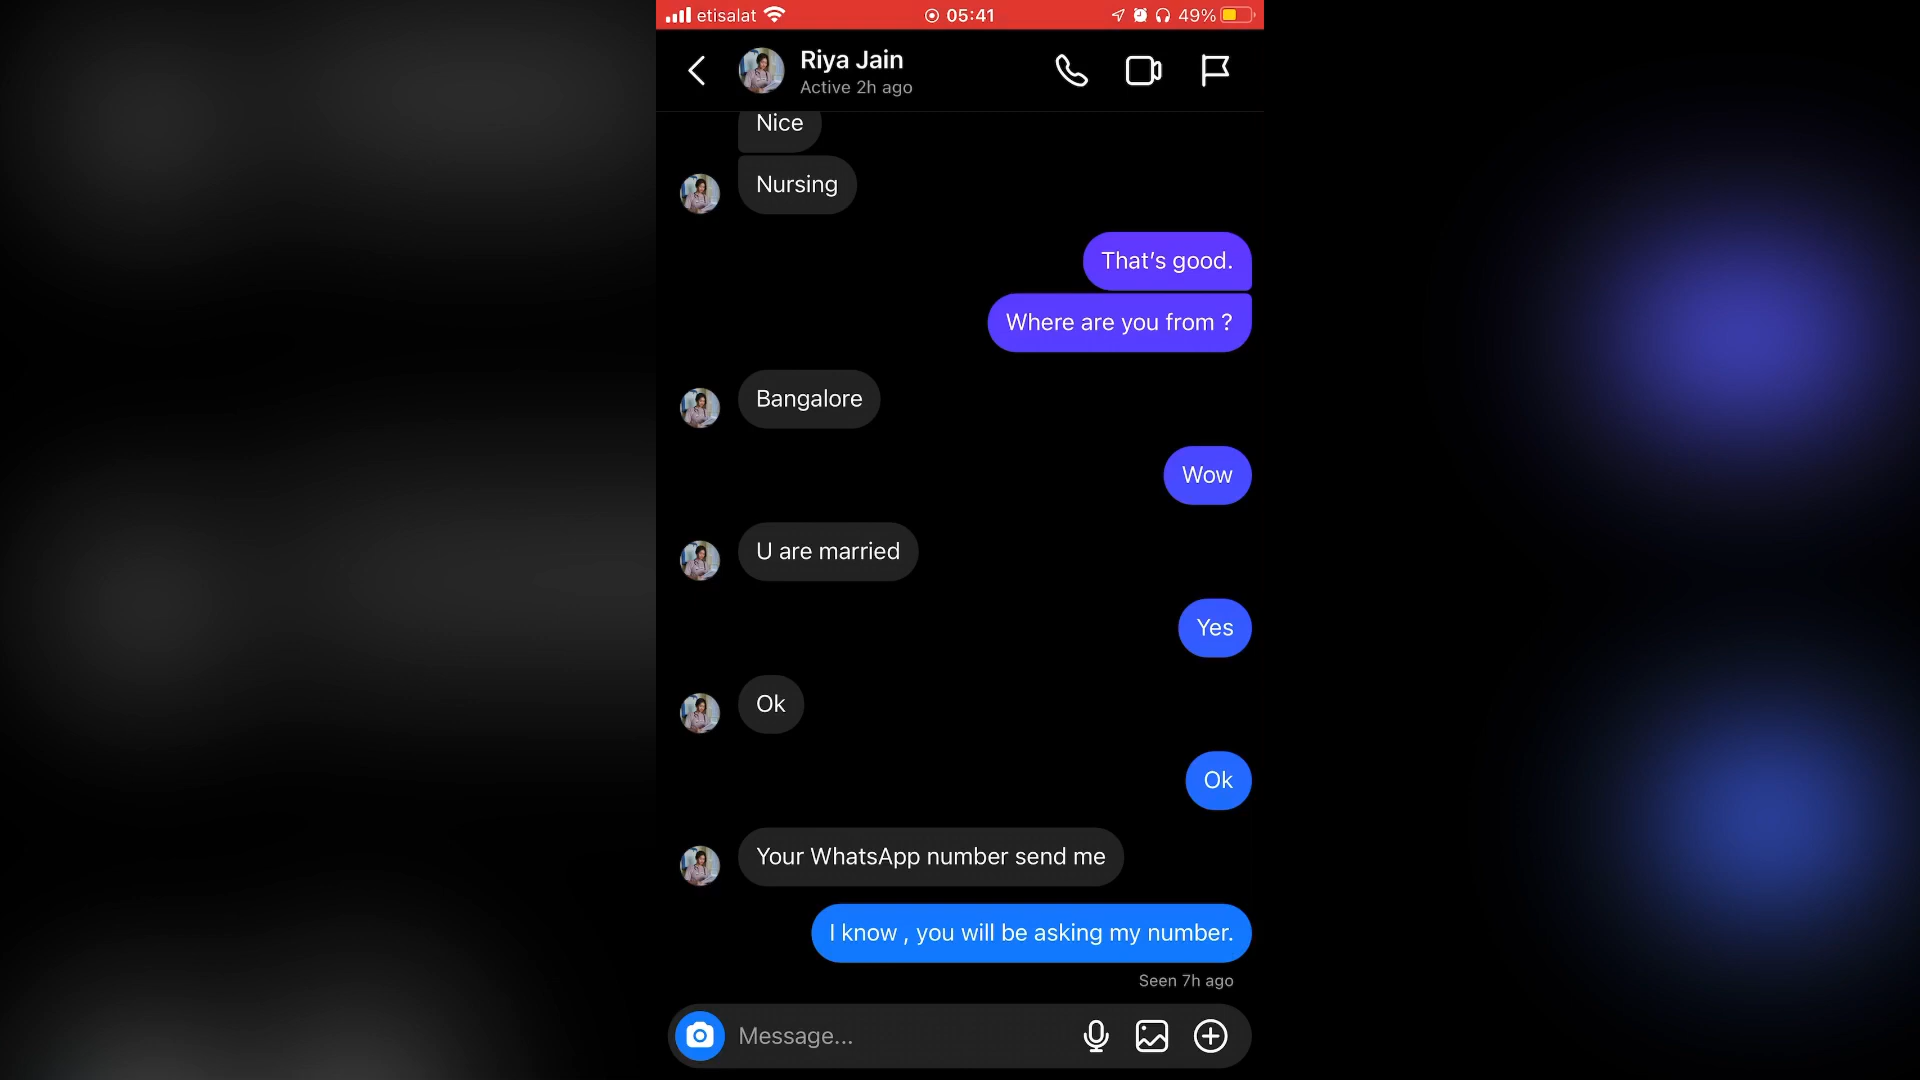 etisalat 05:41 49%
Riya Jain
Active 2h ago
Nice
Nursing
That’s good.
Where are you from ?
Bangalore
Wow
U are married
Yes
Ok
Ok
Your WhatsApp number send me
I know , you will be asking my number.
Seen 7h ago
Message...